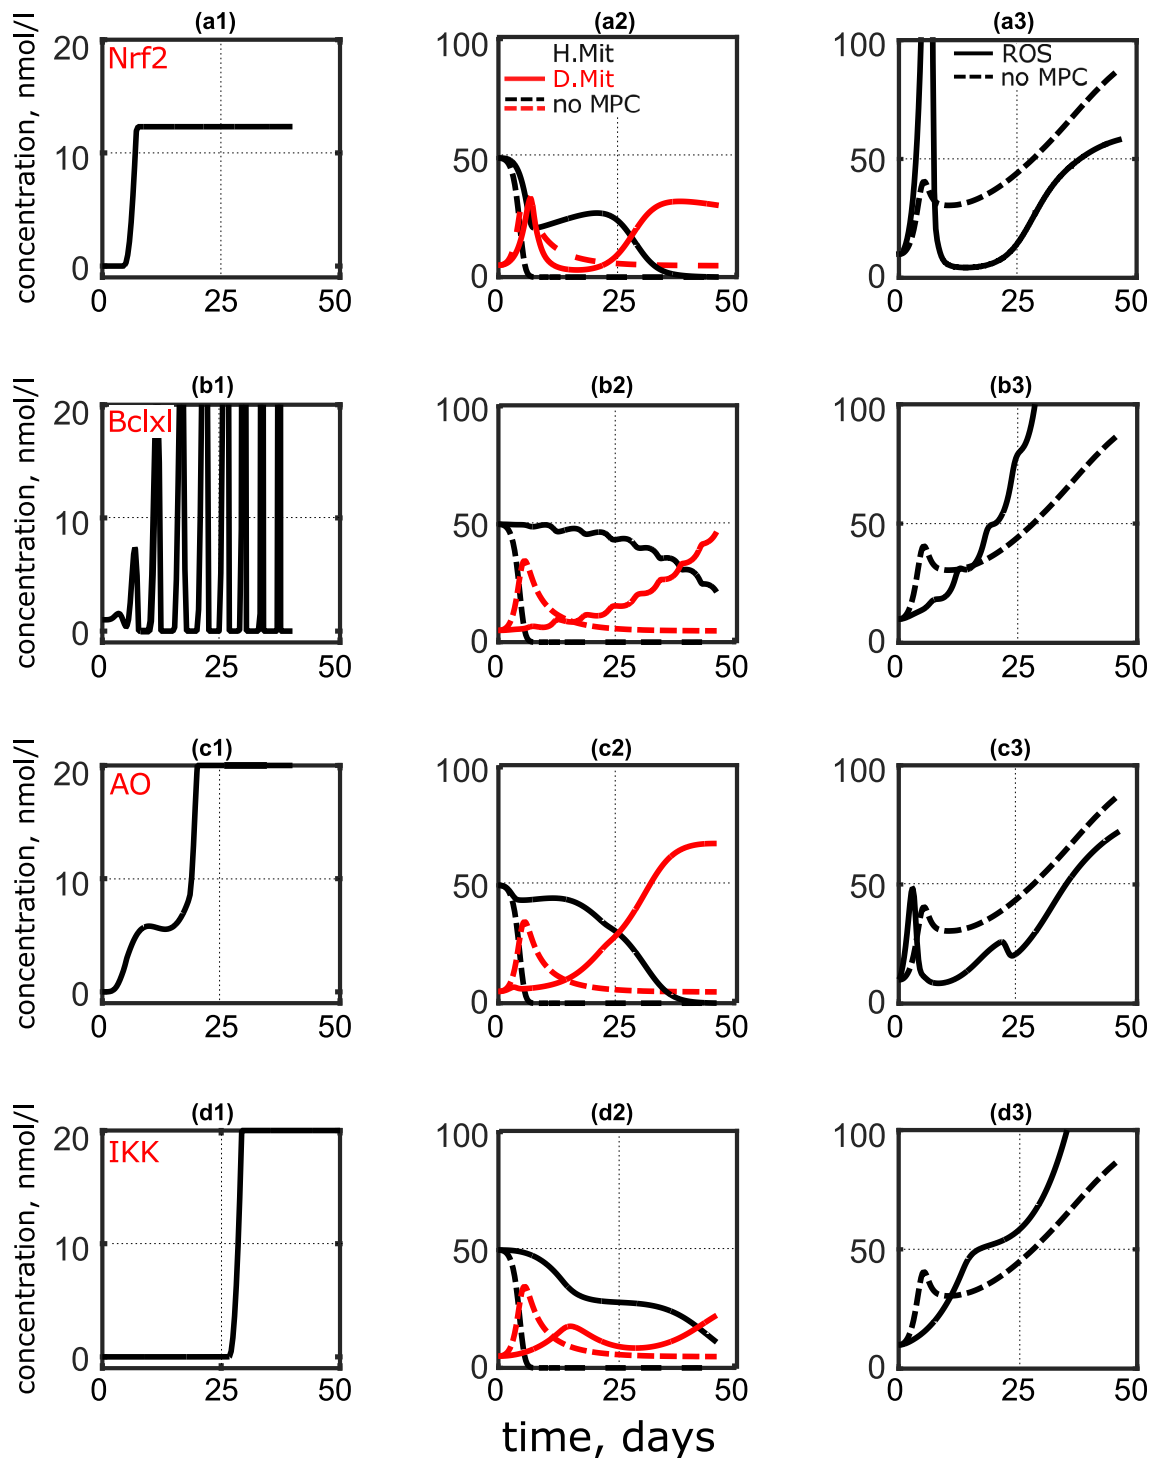 (a1)
(a2)
(a3)
concentration, nmol/l
20
10
0
0
25
50
Nrf2
100
50
0
0
25
50
H.Mit
D.Mit
no MPC
100
50
0
0
25
50
ROS
no MPC
(b1)
(b2)
(b3)
concentration, nmol/l
20
10
0
0
25
50
Bclxl
100
50
0
0
25
50
100
50
0
0
25
50
(c1)
(c2)
(c3)
concentration, nmol/l
20
10
0
0
25
50
AO
100
50
0
0
25
50
100
50
0
0
25
50
(d1)
(d2)
(d3)
concentration, nmol/l
20
10
0
0
25
50
IKK
100
50
0
0
25
50
100
50
0
0
25
50
time, days